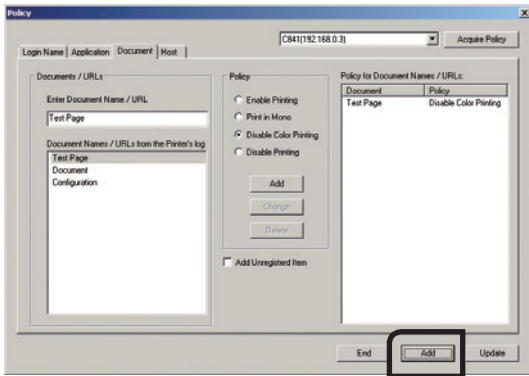 Policy
C841(192.168.0.3)
Acquire Policy
Login Name
Application
Document
Host
Documents / URLs
Enter Document Name / URL
Test Page
Document Names / URLs from the Printer's log
Test Page
Document
Configuration
Policy
Enable Printing
Print in Mono
Disable Color Printing
Disable Printing
Add
Change
Delete
Add Unregisterd Item
Policy for Document Names / URLs:
Document Policy
Test Page Disable Color Printing
End
Add
Update